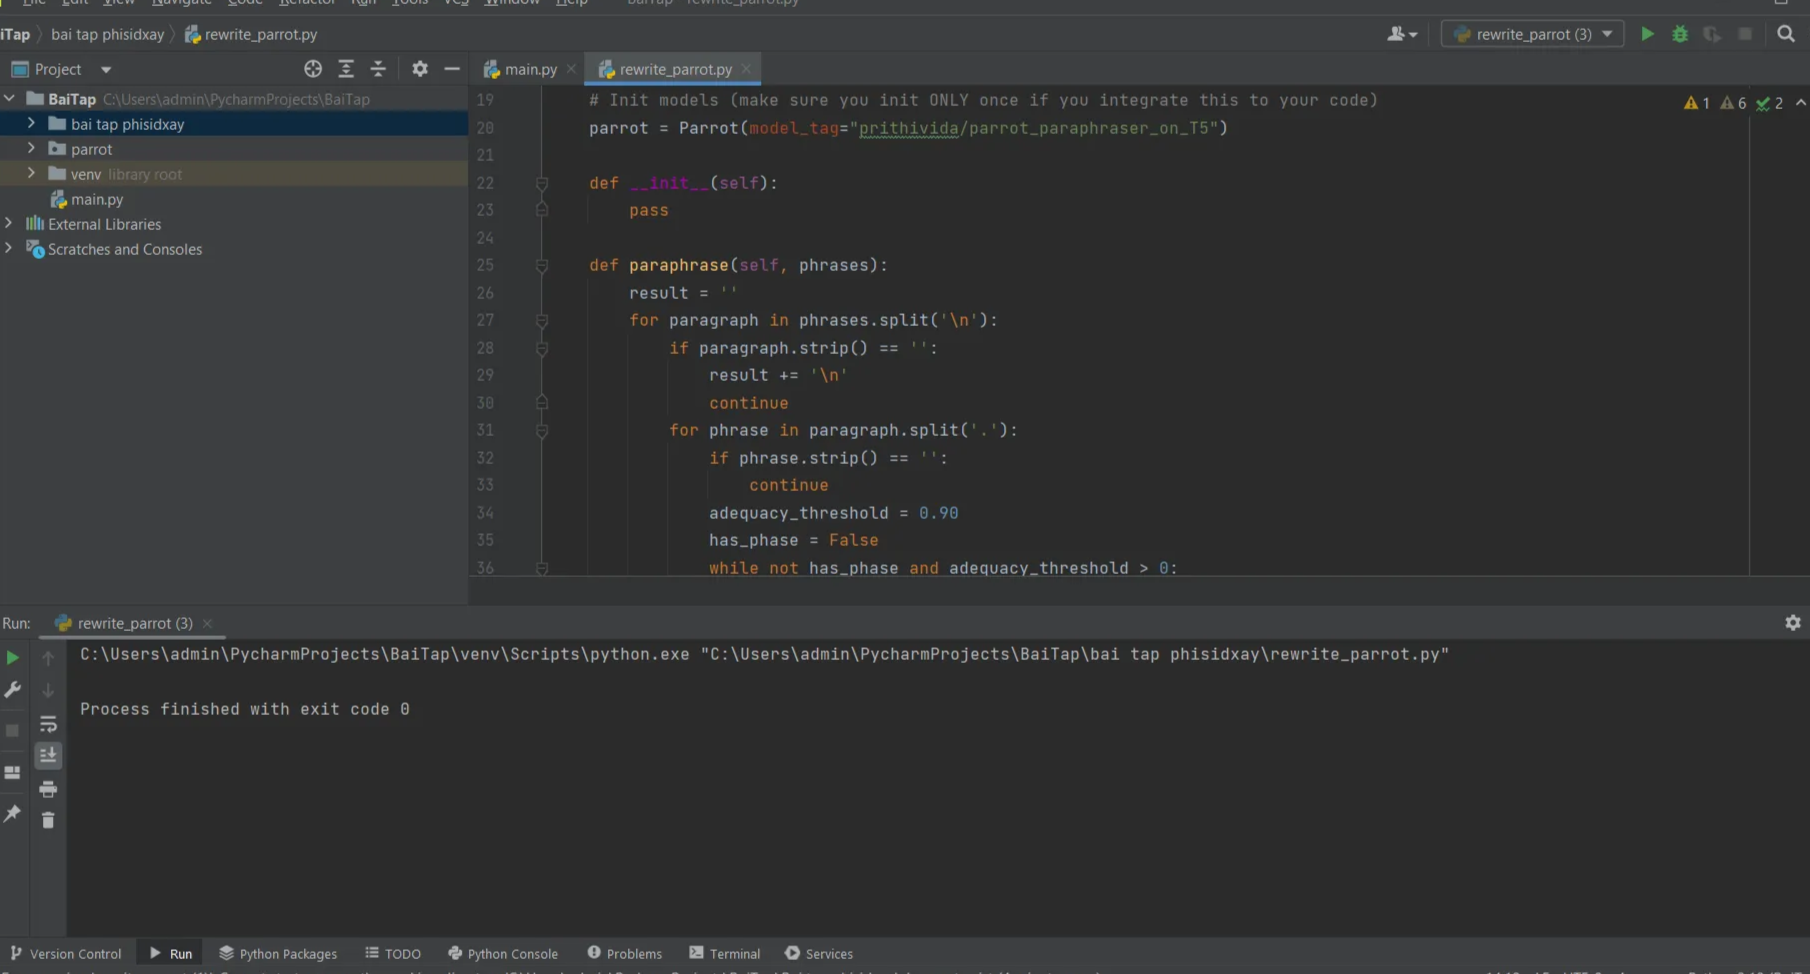 File Edit View Navigate Code Refactor Run Tools VCS Window Help BaiTap - rewrite_parrot.py
iTap bai tap phisidxay rewrite_parrot.py rewrite_parrot (3)
Project main.py rewrite_parrot.py
BaiTap C:\Users\admin\PycharmProjects\BaiTap
bai tap phisidxay
parrot
venv library root
main.py
External Libraries
Scratches and Consoles
1 6 2
19 # Init models (make sure you init ONLY once if you integrate this to your code)
20 parrot = Parrot(model_tag="prithivida/parrot_paraphraser_on_T5")
21
22 def __init__(self):
23 pass
24
25 def paraphrase(self, phrases):
26 result = ''
27 for paragraph in phrases.split('\n'):
28 if paragraph.strip() == '':
29 result += '\n'
30 continue
31 for phrase in paragraph.split('.'):
32 if phrase.strip() == '':
33 continue
34 adequacy_threshold = 0.90
35 has_phase = False
36 while not has_phase and adequacy_threshold > 0:
Run: rewrite_parrot (3)
C:\Users\admin\PycharmProjects\BaiTap\venv\Scripts\python.exe "C:\Users\admin\PycharmProjects\BaiTap\bai tap phisidxay\rewrite_parrot.py"
Process finished with exit code 0
Version Control Run Python Packages TODO Python Console Problems Terminal Services